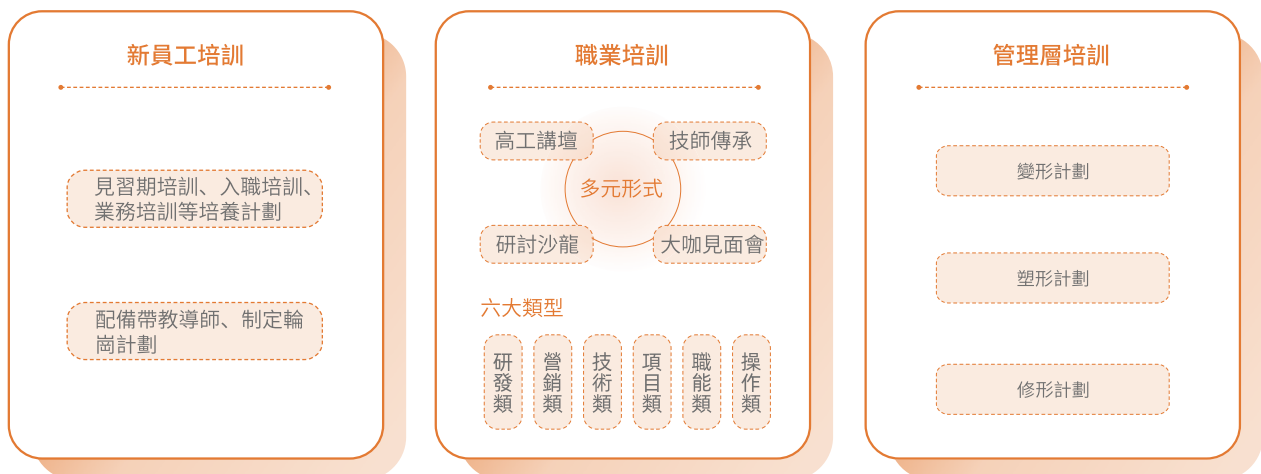 新員工培訓
見習期培訓、入職培訓、
業務培訓等培養計劃
配備帶教導師、制定輪
崗計劃
職業培訓
高工講壇
技師傳承
多元形式
研討沙龍
大咖見面會
六大類型
研發類
營銷類
技術類
項目類
職能類
操作類
管理層培訓
變形計劃
塑形計劃
修形計劃